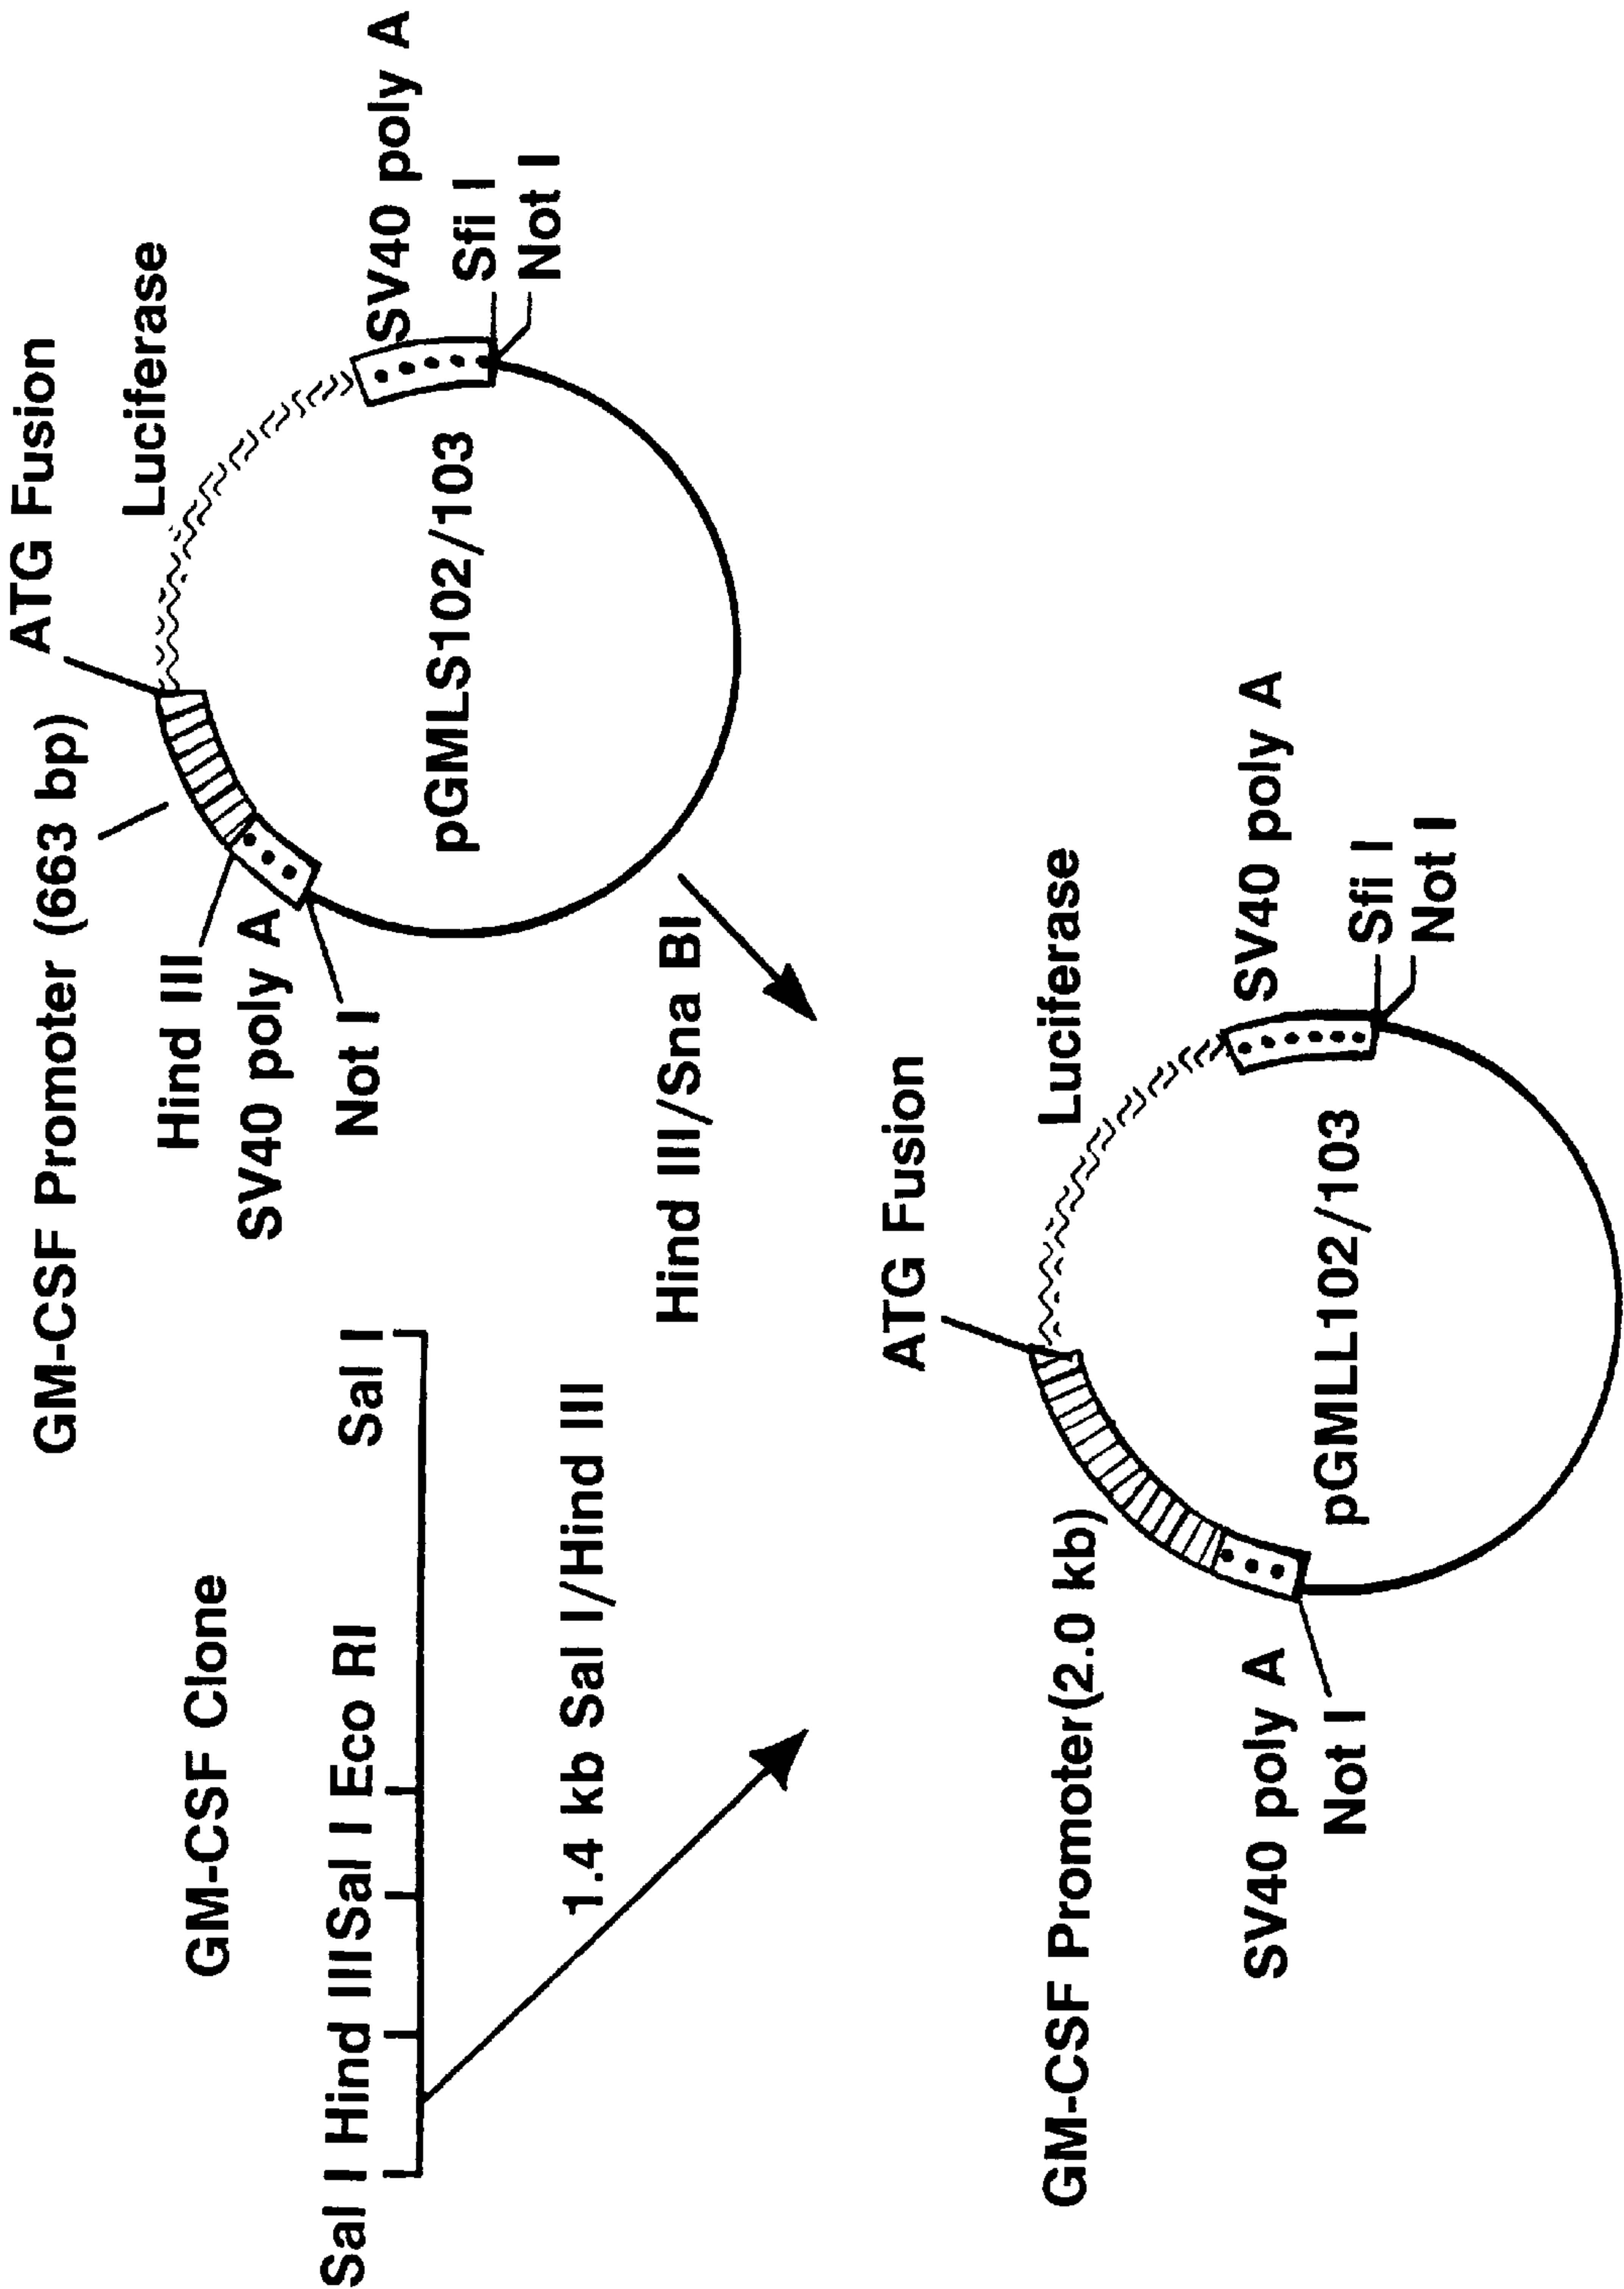 GM-CSF Clone
Sal I Hind III Sal I Eco RI Sal I
1.4 kb Sal I/Hind III
GM-CSF Promoter (663 bp)
ATG Fusion
Luciferase
Hind III
SV40 poly A
Not I
SV40 poly A
Sfi I
Not I
pGMLS102/103
Hind III/Sna BI
ATG Fusion
Luciferase
GM-CSF Promoter(2.0 kb)
SV40 poly A
Not I
SV40 poly A
Sfi I
Not I
pGMLL102/103